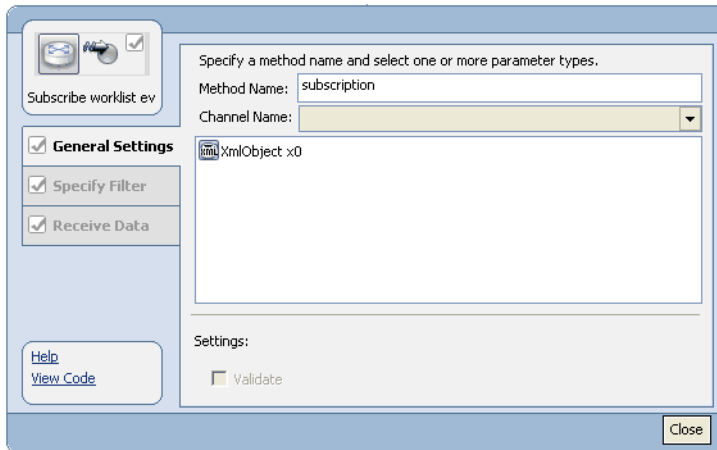 Subscribe worklist ev
General Settings
Specify Filter
Receive Data
Help
View Code
Specify a method name and select one or more parameter types.
Method Name: subscription
Channel Name:
XML XmlObject x0
Settings:
Validate
Close